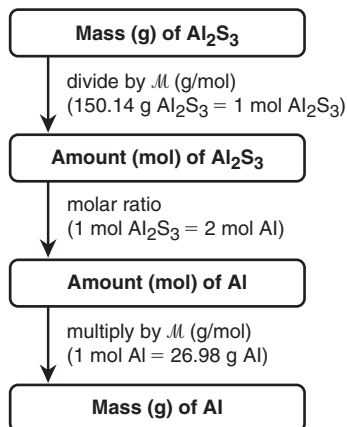 Mass (g) of Al₂S₃
divide by ℳ (g/mol)
(150.14 g Al₂S₃ = 1 mol Al₂S₃)
Amount (mol) of Al₂S₃
molar ratio
(1 mol Al₂S₃ = 2 mol Al)
Amount (mol) of Al
multiply by ℳ (g/mol)
(1 mol Al = 26.98 g Al)
Mass (g) of Al